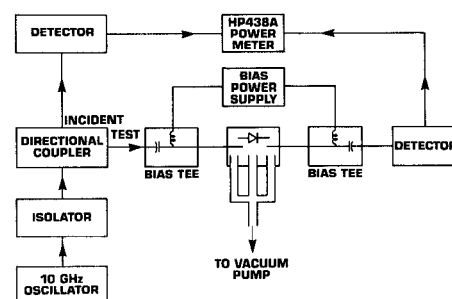 DETECTOR
HP438A
POWER
METER
BIAS
POWER
SUPPLY
INCIDENT
TEST
DIRECTIONAL
COUPLER
BIAS TEE
BIAS TEE
DETECTOR
ISOLATOR
TO VACUUM
PUMP
10 GHz
OSCILLATOR